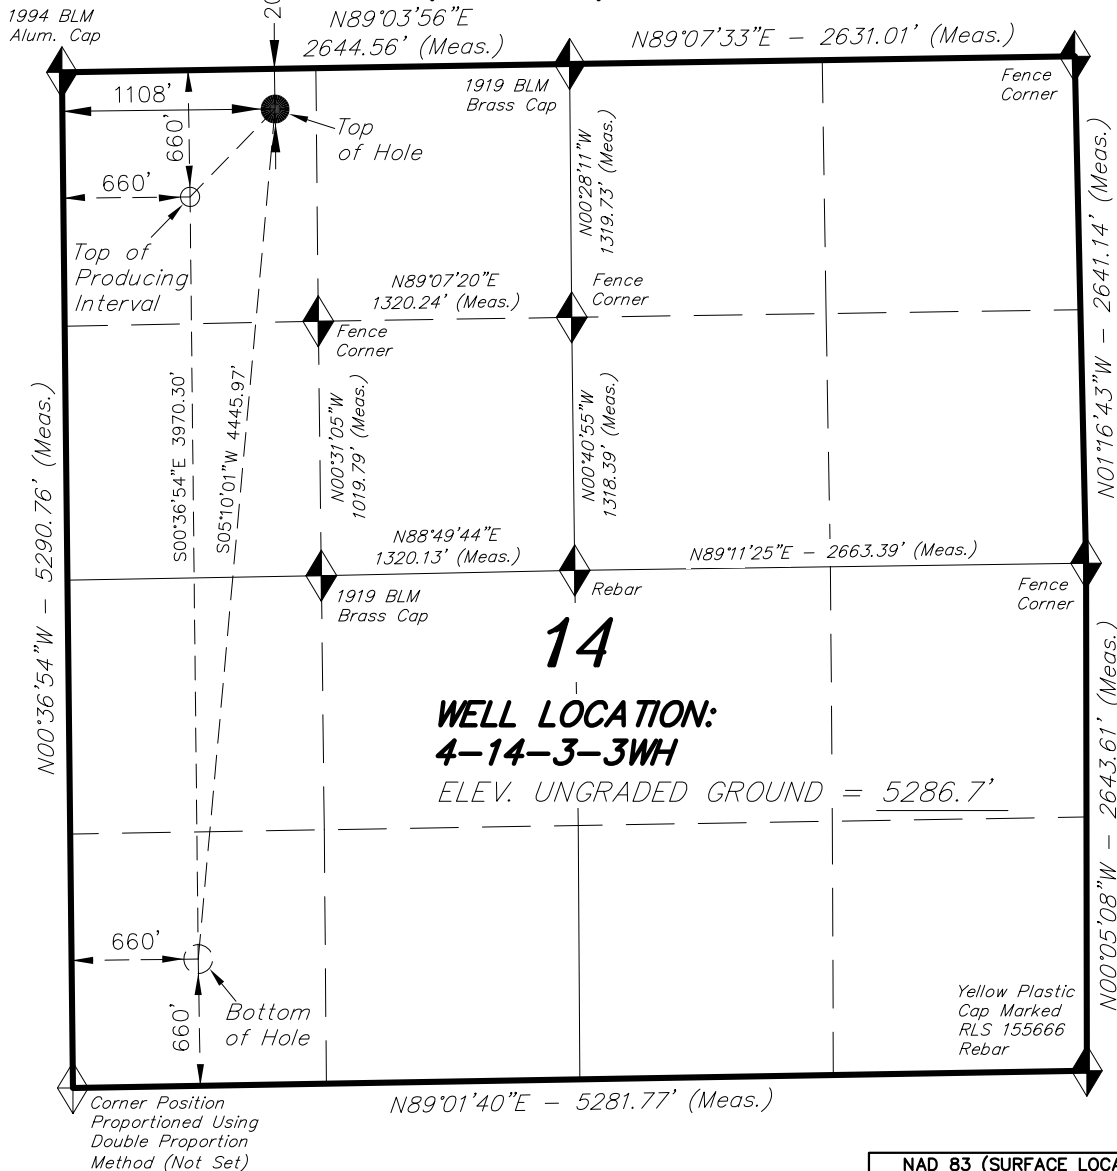 1994 BLM
Alum. Cap
20
N89°03'56"E
2644.56' (Meas.)
N89°07'33"E - 2631.01' (Meas.)
1919 BLM
Brass Cap
Fence
Corner
1108'
660'
Top
of Hole
660'
Top of
Producing
Interval
N00°28'11"W
1319.73' (Meas.)
N01°16'43"W - 2641.14' (Meas.)
N89°07'20"E
1320.24' (Meas.)
Fence
Corner
Fence
Corner
N00°36'54"W - 5290.76' (Meas.)
S00°36'54"E 3970.30'
S05°10'01"W 4445.97'
N00°31'05"W
1019.79' (Meas.)
N00°40'55"W
1318.39' (Meas.)
N88°49'44"E
1320.13' (Meas.)
N89°11'25"E - 2663.39' (Meas.)
1919 BLM
Brass Cap
Rebar
Fence
Corner
14
WELL LOCATION:
4-14-3-3WH
ELEV. UNGRADED GROUND = 5286.7'
N00°05'08"W - 2643.61' (Meas.)
660'
660'
Bottom
of Hole
Yellow Plastic
Cap Marked
RLS 155666
Rebar
Corner Position
Proportioned Using
Double Proportion
Method (Not Set)
N89°01'40"E - 5281.77' (Meas.)
NAD 83 (SURFACE LOCA